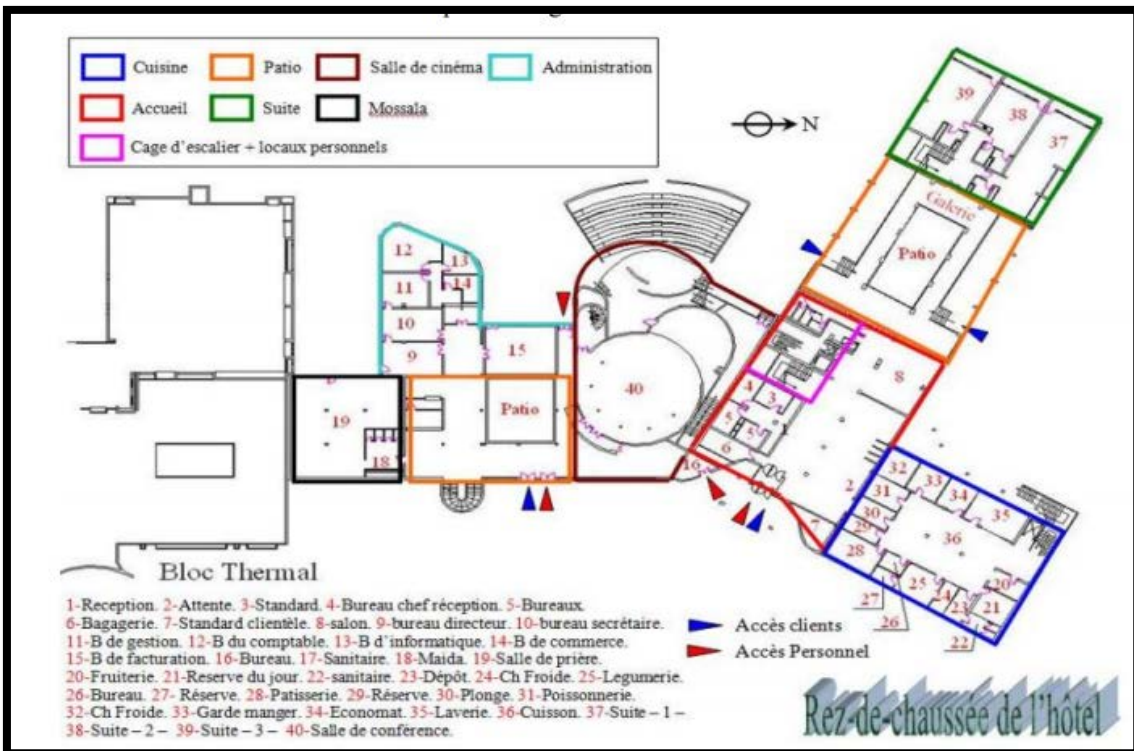 Cuisine Patio Salle de cinéma Administration
Accueil Suite Mossala
Cage d'escalier + locaux personnels
N
39
38
37
Galerie
Patio
12
13
14
11
10
9
15
Patio
40
8
4
3
5
5
6
19
18
16
2
7
32
33
34
35
31
30
29
28
36
25
24
23
20
21
27
26
22
Bloc Thermal
1-Reception. 2-Attente. 3-Standard. 4-Bureau chef réception. 5-Bureaux.
6-Bagagerie. 7-Standard clientèle. 8-salon. 9-bureau directeur. 10-bureau secrétaire.
11-B de gestion. 12-B du comptable. 13-B d'informatique. 14-B de commerce.
15-B de facturation. 16-Bureau. 17-Sanitaire. 18-Maida. 19-Salle de prière.
20-Fruiterie. 21-Reserve du jour. 22-sanitaire. 23-Dépôt. 24-Ch Froide. 25-Legumerie.
26-Bureau. 27- Réserve. 28-Patisserie. 29-Réserve. 30-Plonge. 31-Poissonnerie.
32-Ch Froide. 33-Garde manger. 34-Economat. 35-Laverie. 36-Cuisson. 37-Suite – 1 –
38-Suite – 2 – 39-Suite – 3 – 40-Salle de conférence.
Accès clients
Accès Personnel
Rez-de-chaussée de l'hôtel